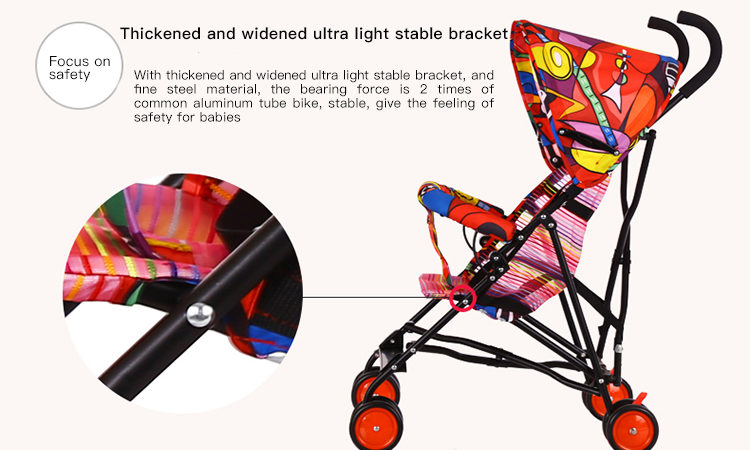 Thickened and widened ultra light stable bracket
Focus on
safety
With thickened and widened ultra light stable bracket, and
fine steel material, the bearing force is 2 times of
common aluminum tube bike, stable, give the feeling of
safety for babies